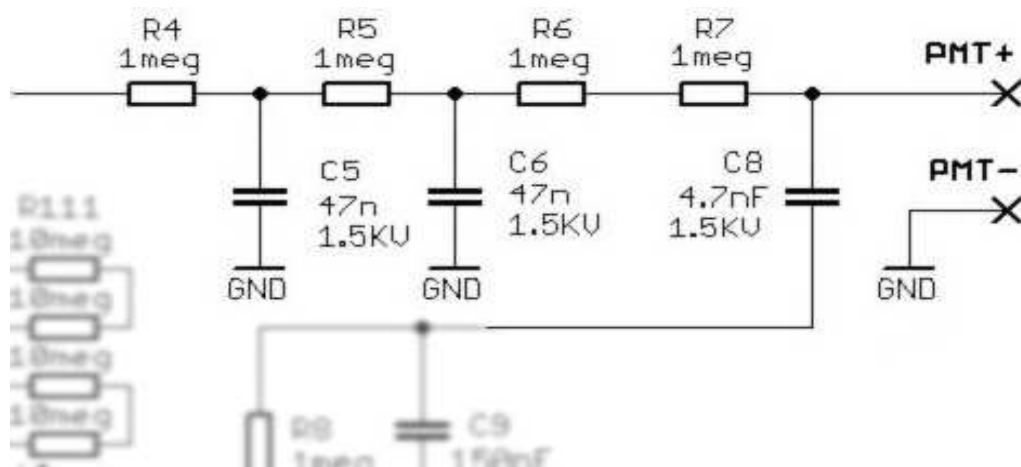 R4
1meg
R5
1meg
R6
1meg
R7
1meg
PMT+
C5
47n
1.5KV
C6
47n
1.5KV
C8
4.7nF
1.5KV
PMT-
GND
GND
GND
R111
10meg
10meg
10meg
10meg
R8
1meg
C9
150nF